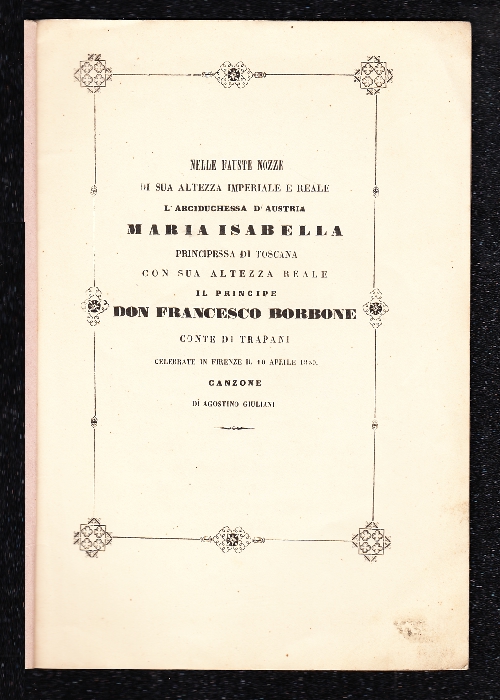 NELLE FAUSTE NOZZE
DI SUA ALTEZZA IMPERIALE E REALE
L'ARCIDUCHESSA D'AUSTRIA
MARIA ISABELLA
PRINCIPESSA DI TOSCANA
CON SUA ALTEZZA REALE
IL PRINCIPE
DON FRANCESCO BORBONE
CONTE DI TRAPANI
CELEBRATE IN FIRENZE IL 10 APRILE 1850.
CANZONE
DI AGOSTINO GIULIANI